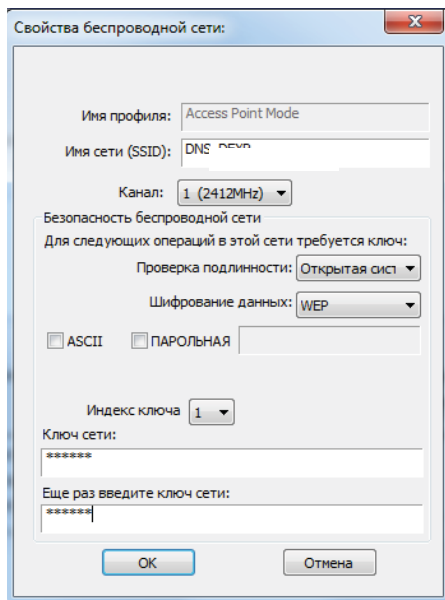 Свойства беспроводной сети:
Имя профиля: Access Point Mode
Имя сети (SSID): DNS
Канал: 1 (2412MHz)
Безопасность беспроводной сети
Для следующих операций в этой сети требуется ключ:
Проверка подлинности: Открытая сист
Шифрование данных: WEP
ASCII ПАРОЛЬНАЯ
Индекс ключа 1
Ключ сети:
******
Еще раз введите ключ сети:
******
OK Отмена